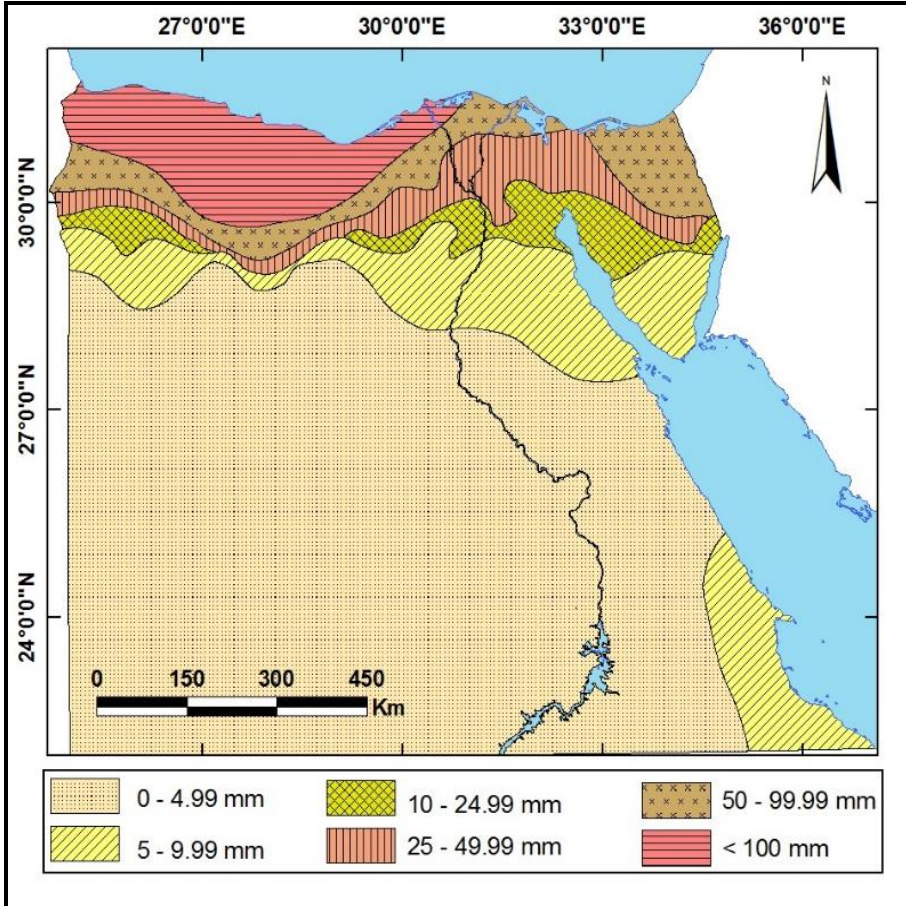 27°0'0"E 30°0'0"E 33°0'0"E 36°0'0"E
N
30°0'0"N
27°0'0"N
24°0'0"N
0 150 300 450
Km
0 - 4.99 mm
10 - 24.99 mm
50 - 99.99 mm
5 - 9.99 mm
25 - 49.99 mm
< 100 mm